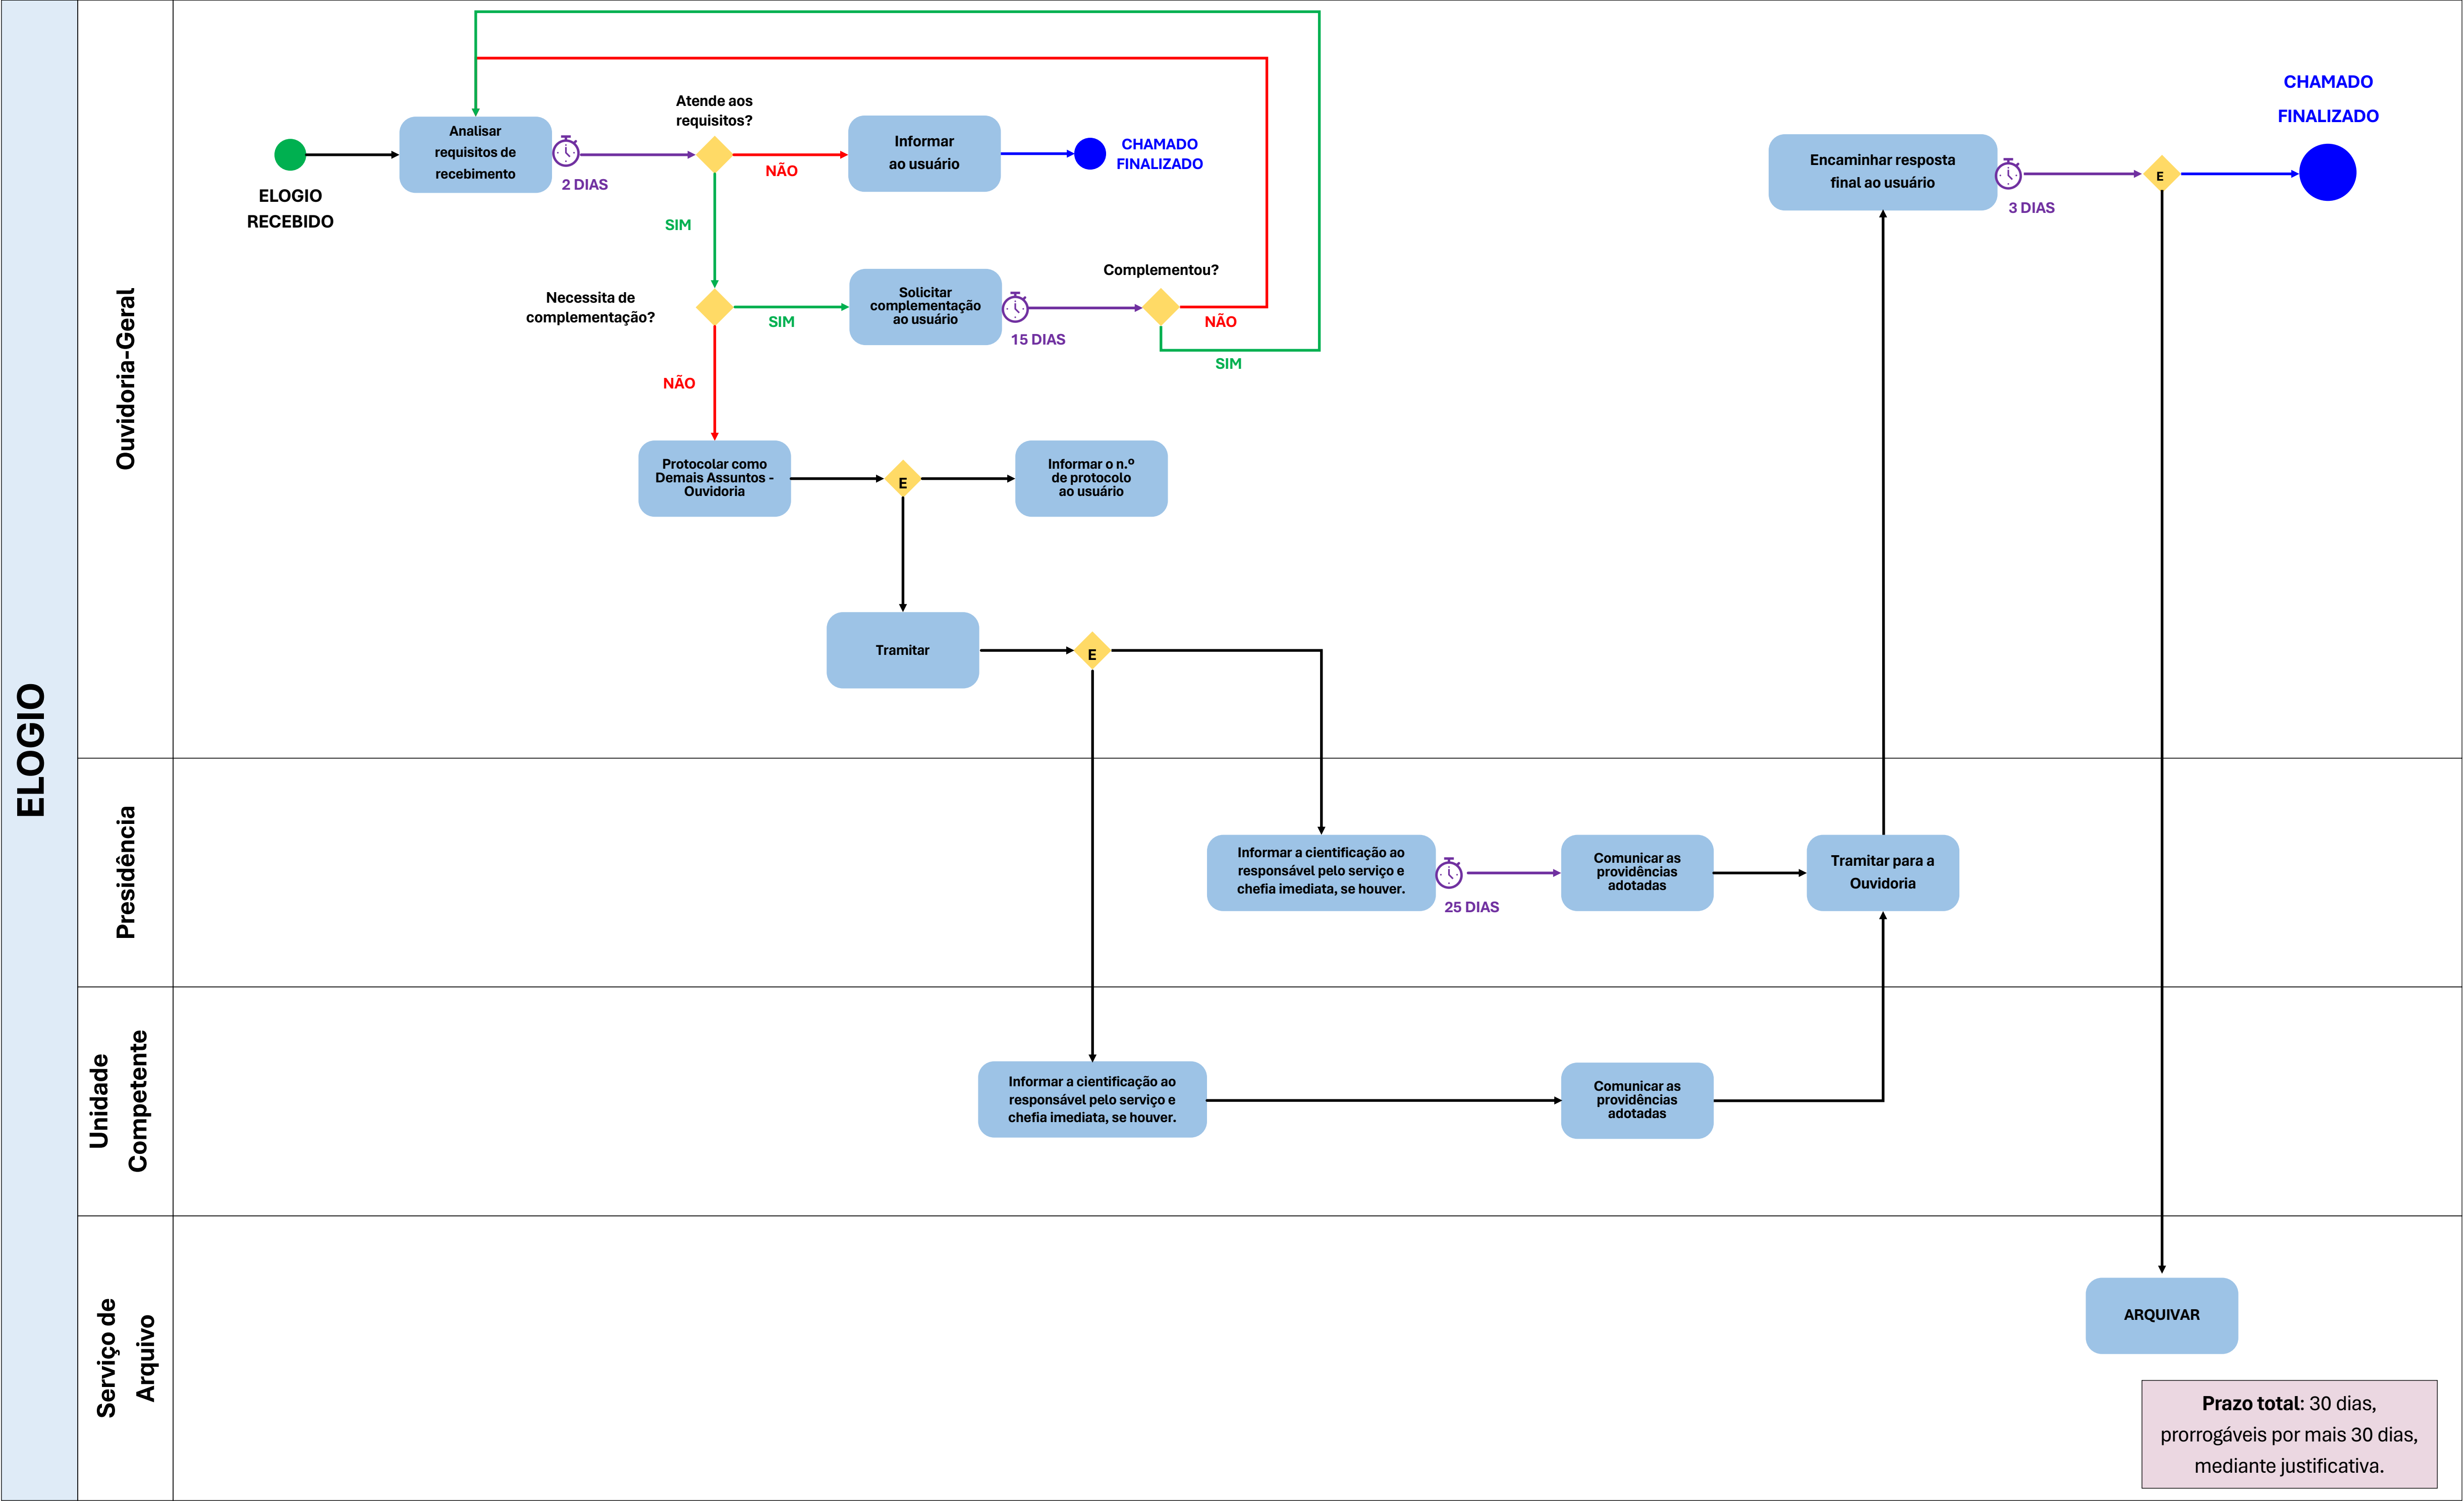 ELOGIO
Ouvidoria-Geral
ELOGIO
RECEBIDO
Analisar
requisitos de
recebimento
2 DIAS
Atende aos
requisitos?
NÃO
Informar
ao usuário
CHAMADO
FINALIZADO
SIM
Necessita de
complementação?
SIM
Solicitar
complementação
ao usuário
15 DIAS
Complementou?
NÃO
SIM
NÃO
Protocolar como
Demais Assuntos -
Ouvidoria
E
Informar o n.º
de protocolo
ao usuário
Tramitar
E
Encaminhar resposta
final ao usuário
3 DIAS
E
CHAMADO
FINALIZADO
Presidência
Informar a cientificação ao
responsável pelo serviço e
chefia imediata, se houver.
25 DIAS
Comunicar as
providências
adotadas
Tramitar para a
Ouvidoria
Unidade
Competente
Informar a cientificação ao
responsável pelo serviço e
chefia imediata, se houver.
Comunicar as
providências
adotadas
Serviço de
Arquivo
ARQUIVAR
Prazo total: 30 dias,
prorrogáveis por mais 30 dias,
mediante justificativa.